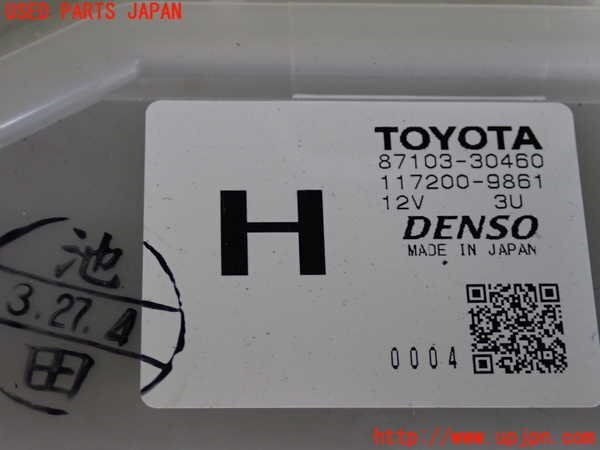 USED PARTS JAPAN
TOYOTA
87103-30460
117200-9861
12V 3U
DENSO
MADE IN JAPAN
H
0004
池
3.27.4
田
http://www.upjpn.com/